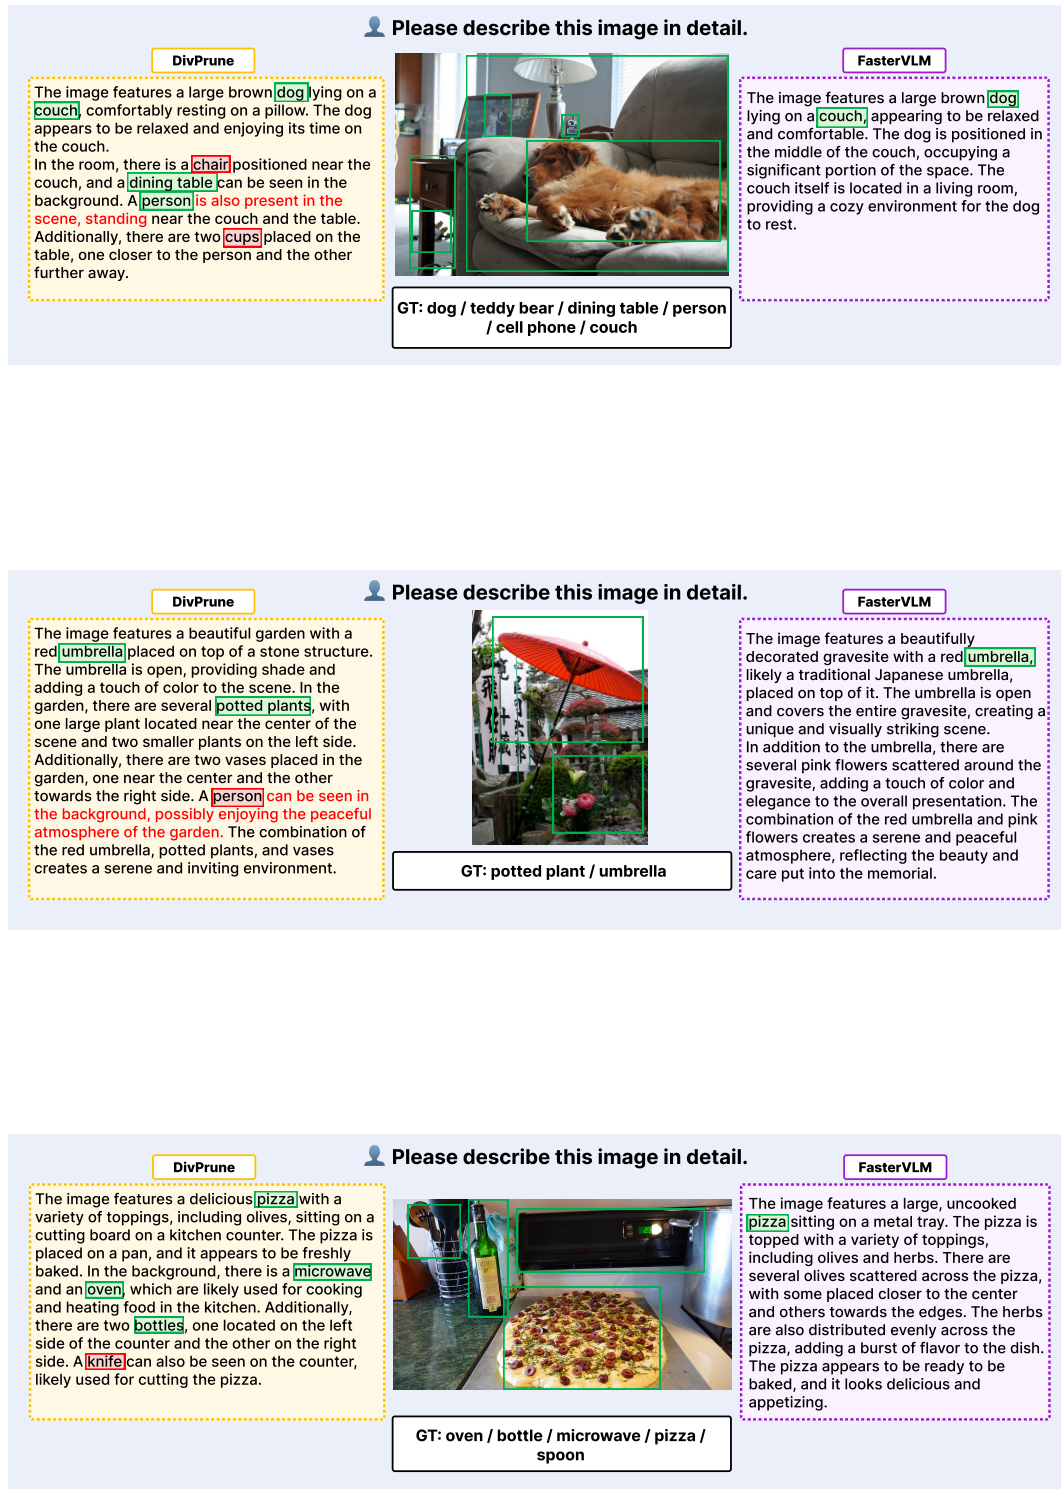 Please describe this image in detail.
DivPrune
The image features a large brown dog lying on a
couch, comfortably resting on a pillow. The dog
appears to be relaxed and enjoying its time on
the couch.
In the room, there is a chair positioned near the
couch, and a dining table can be seen in the
background. A person is also present in the
scene, standing near the couch and the table.
Additionally, there are two cups placed on the
table, one closer to the person and the other
further away.
GT: dog / teddy bear / dining table / person
/ cell phone / couch
FasterVLM
The image features a large brown dog
lying on a couch, appearing to be relaxed
and comfortable. The dog is positioned in
the middle of the couch, occupying a
significant portion of the space. The
couch itself is located in a living room,
providing a cozy environment for the dog
to rest.
Please describe this image in detail.
DivPrune
The image features a beautiful garden with a
red umbrella placed on top of a stone structure.
The umbrella is open, providing shade and
adding a touch of color to the scene. In the
garden, there are several potted plants, with
one large plant located near the center of the
scene and two smaller plants on the left side.
Additionally, there are two vases placed in the
garden, one near the center and the other
towards the right side. A person can be seen in
the background, possibly enjoying the peaceful
atmosphere of the garden. The combination of
the red umbrella, potted plants, and vases
creates a serene and inviting environment.
GT: potted plant / umbrella
FasterVLM
The image features a beautifully
decorated gravesite with a red umbrella,
likely a traditional Japanese umbrella,
placed on top of it. The umbrella is open
and covers the entire gravesite, creating a
unique and visually striking scene.
In addition to the umbrella, there are
several pink flowers scattered around the
gravesite, adding a touch of color and
elegance to the overall presentation. The
combination of the red umbrella and pink
flowers creates a serene and peaceful
atmosphere, reflecting the beauty and
care put into the memorial.
Please describe this image in detail.
DivPrune
The image features a delicious pizza with a
variety of toppings, including olives, sitting on a
cutting board on a kitchen counter. The pizza is
placed on a pan, and it appears to be freshly
baked. In the background, there is a microwave
and an oven, which are likely used for cooking
and heating food in the kitchen. Additionally,
there are two bottles, one located on the left
side of the counter and the other on the right
side. A knife can also be seen on the counter,
likely used for cutting the pizza.
GT: oven / bottle / microwave / pizza /
spoon
FasterVLM
The image features a large, uncooked
pizza sitting on a metal tray. The pizza is
topped with a variety of toppings,
including olives and herbs. There are
several olives scattered across the pizza,
with some placed closer to the center
and others towards the edges. The herbs
are also distributed evenly across the
pizza, adding a burst of flavor to the dish.
The pizza appears to be ready to be
baked, and it looks delicious and
appetizing.